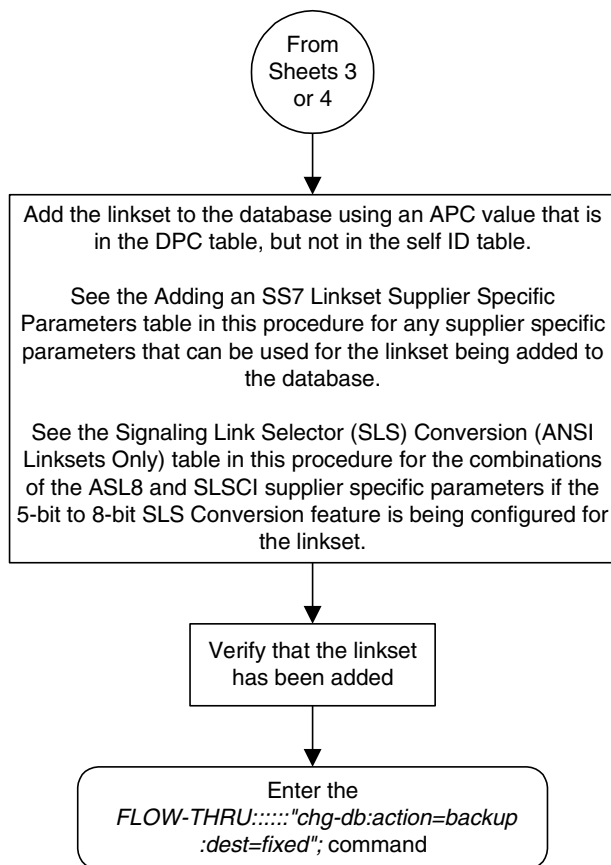 From
Sheets 3
or 4
Add the linkset to the database using an APC value that is
in the DPC table, but not in the self ID table.
See the Adding an SS7 Linkset Supplier Specific
Parameters table in this procedure for any supplier specific
parameters that can be used for the linkset being added to
the database.
See the Signaling Link Selector (SLS) Conversion (ANSI
Linksets Only) table in this procedure for the combinations
of the ASL8 and SLSCI supplier specific parameters if the
5-bit to 8-bit SLS Conversion feature is being configured for
the linkset.
Verify that the linkset
has been added
Enter the
FLOW-THRU::::::"chg-db:action=backup
:dest=fixed"; command